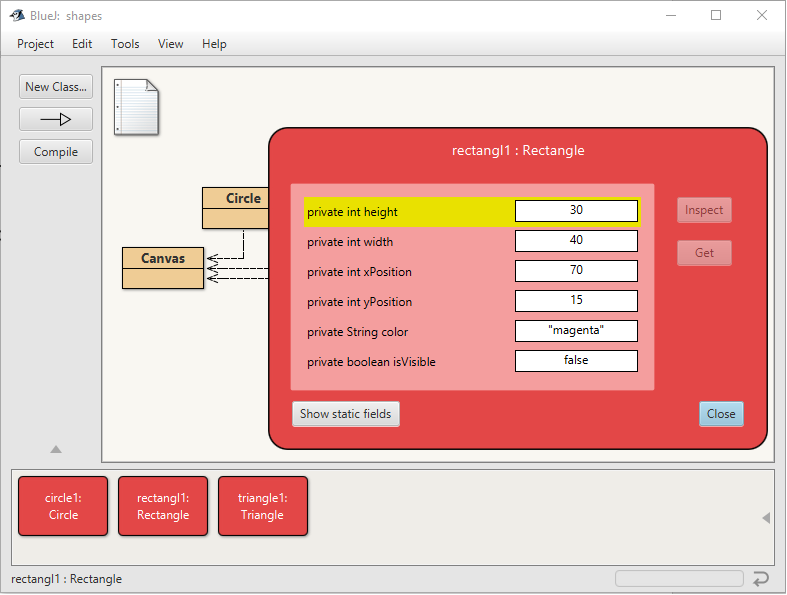 BlueJ: shapes
Project Edit Tools View Help
New Class...
Compile
Circle
Canvas
rectangl1 : Rectangle
private int height 30
private int width 40
private int xPosition 70
private int yPosition 15
private String color "magenta"
private boolean isVisible false
Inspect
Get
Show static fields
Close
circle1:
Circle
rectangl1:
Rectangle
triangle1:
Triangle
rectangl1 : Rectangle